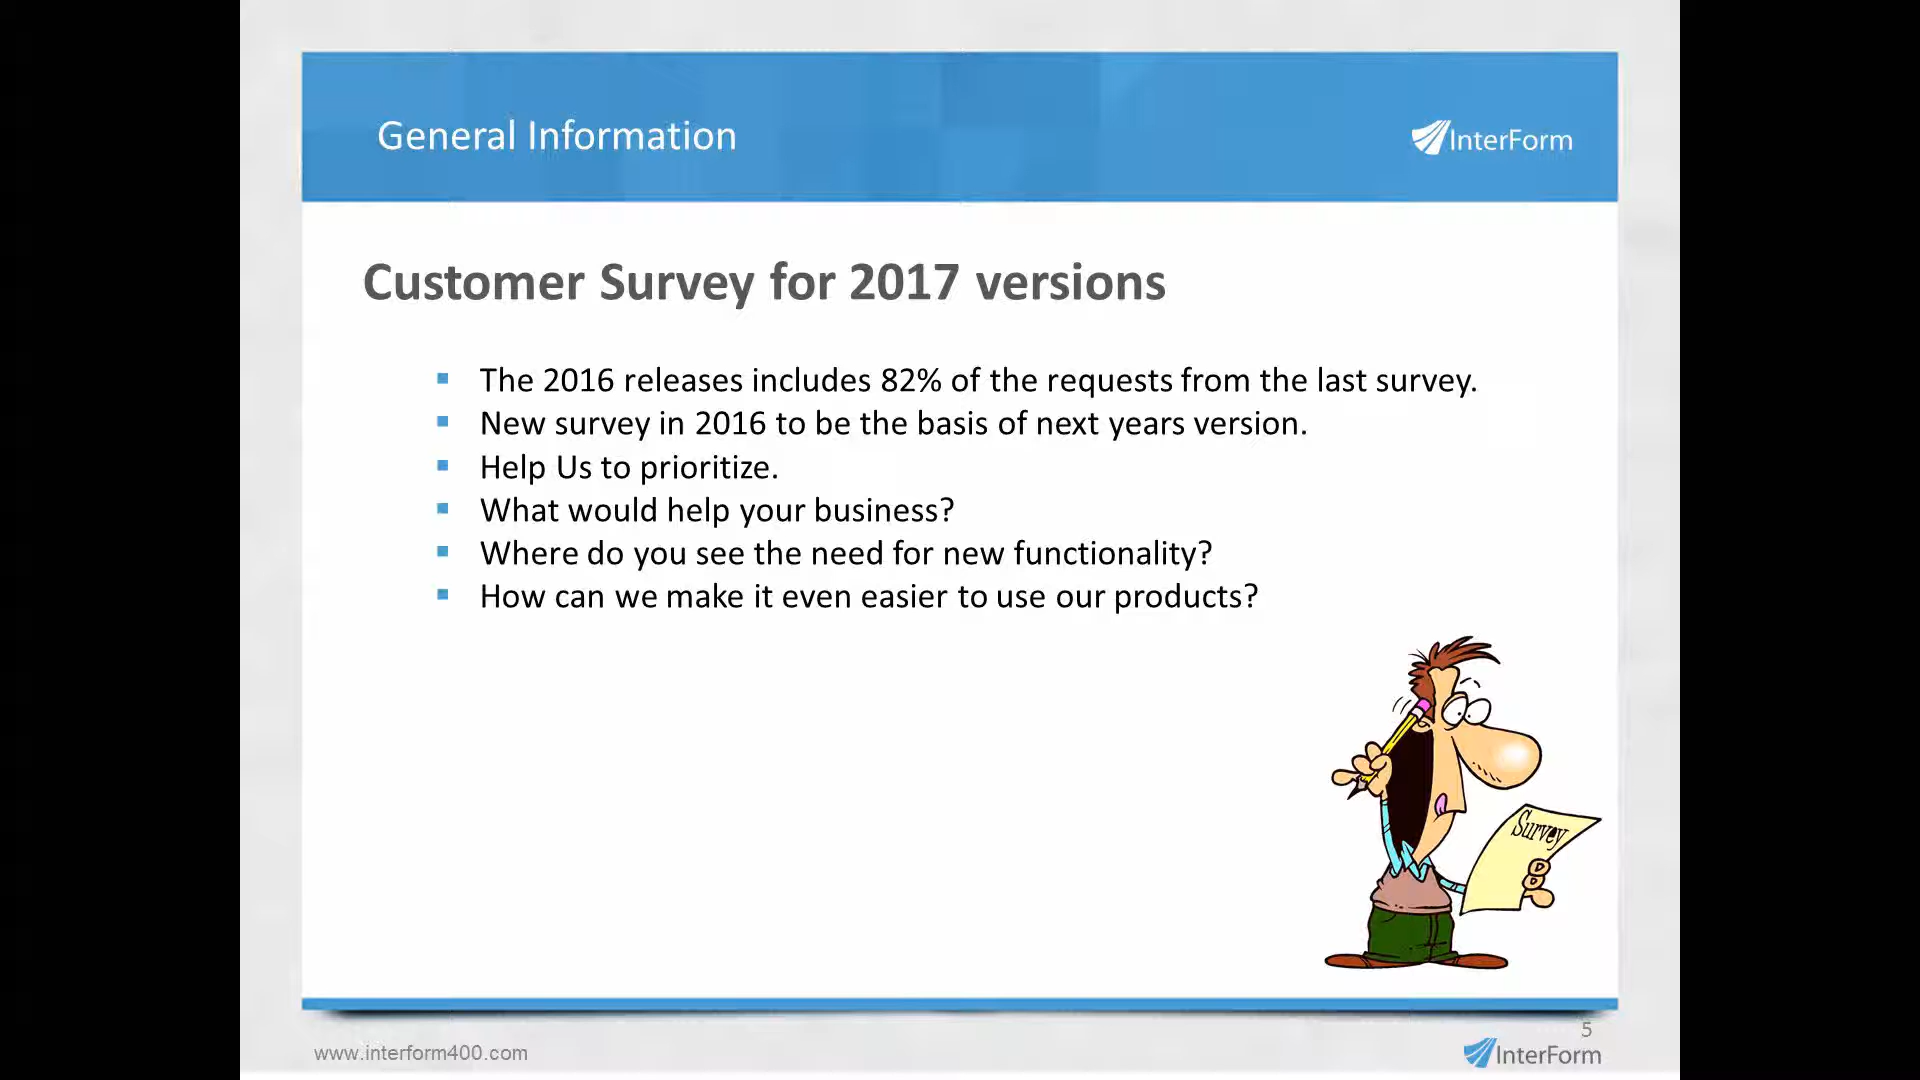 General Information
InterForm
Customer Survey for 2017 versions
The 2016 releases includes 82% of the requests from the last survey.
New survey in 2016 to be the basis of next years version.
Help Us to prioritize.
What would help your business?
Where do you see the need for new functionality?
How can we make it even easier to use our products?
Survey
5
www.interform400.com
InterForm